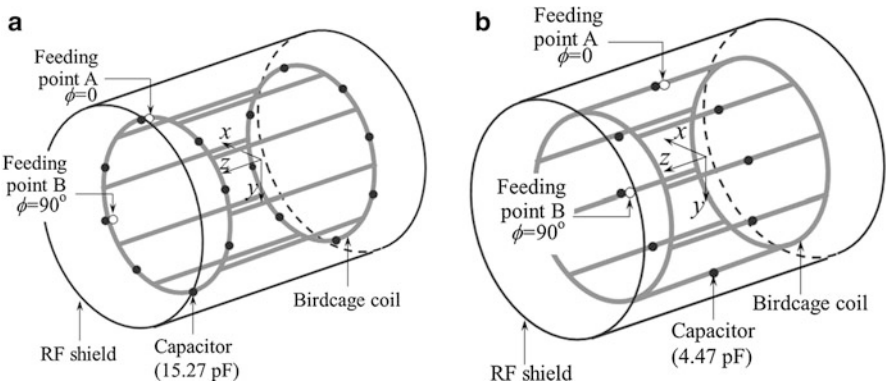 a
Feeding
point A
ϕ=0
Feeding
point B
ϕ=90°
x
z
y
Birdcage coil
RF shield
Capacitor
(15.27 pF)
b
Feeding
point A
ϕ=0
Feeding
point B
ϕ=90°
x
z
y
Birdcage coil
Capacitor
(4.47 pF)
RF shield